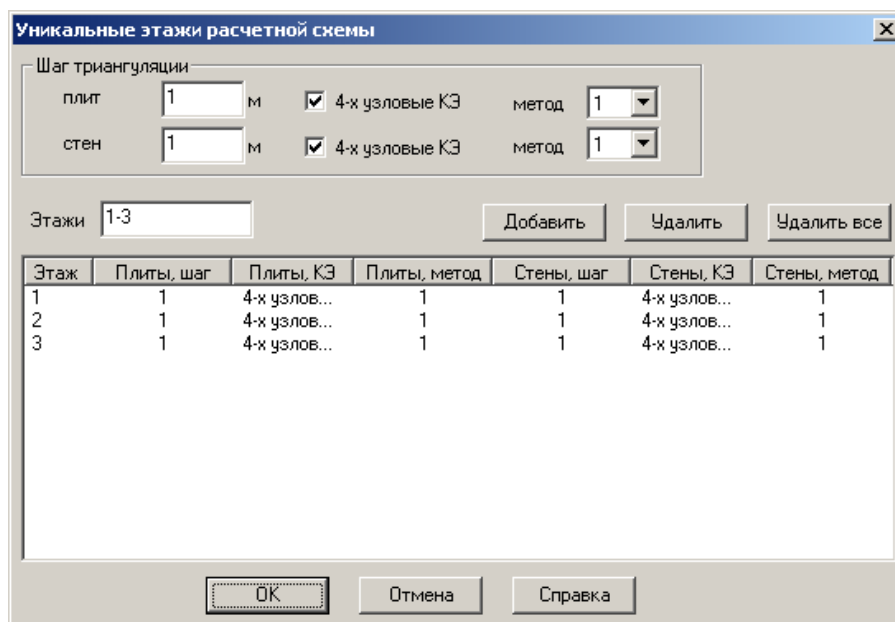 Уникальные этажи расчетной схемы
Шаг триангуляции
плит 1 м 4-х узловые КЭ метод 1
стен 1 м 4-х узловые КЭ метод 1
Этажи 1-3 Добавить Удалить Удалить все
Этаж Плиты, шаг Плиты, КЭ Плиты, метод Стены, шаг Стены, КЭ Стены, метод
1 1 4-х узлов... 1 1 4-х узлов... 1
2 1 4-х узлов... 1 1 4-х узлов... 1
3 1 4-х узлов... 1 1 4-х узлов... 1
OK Отмена Справка